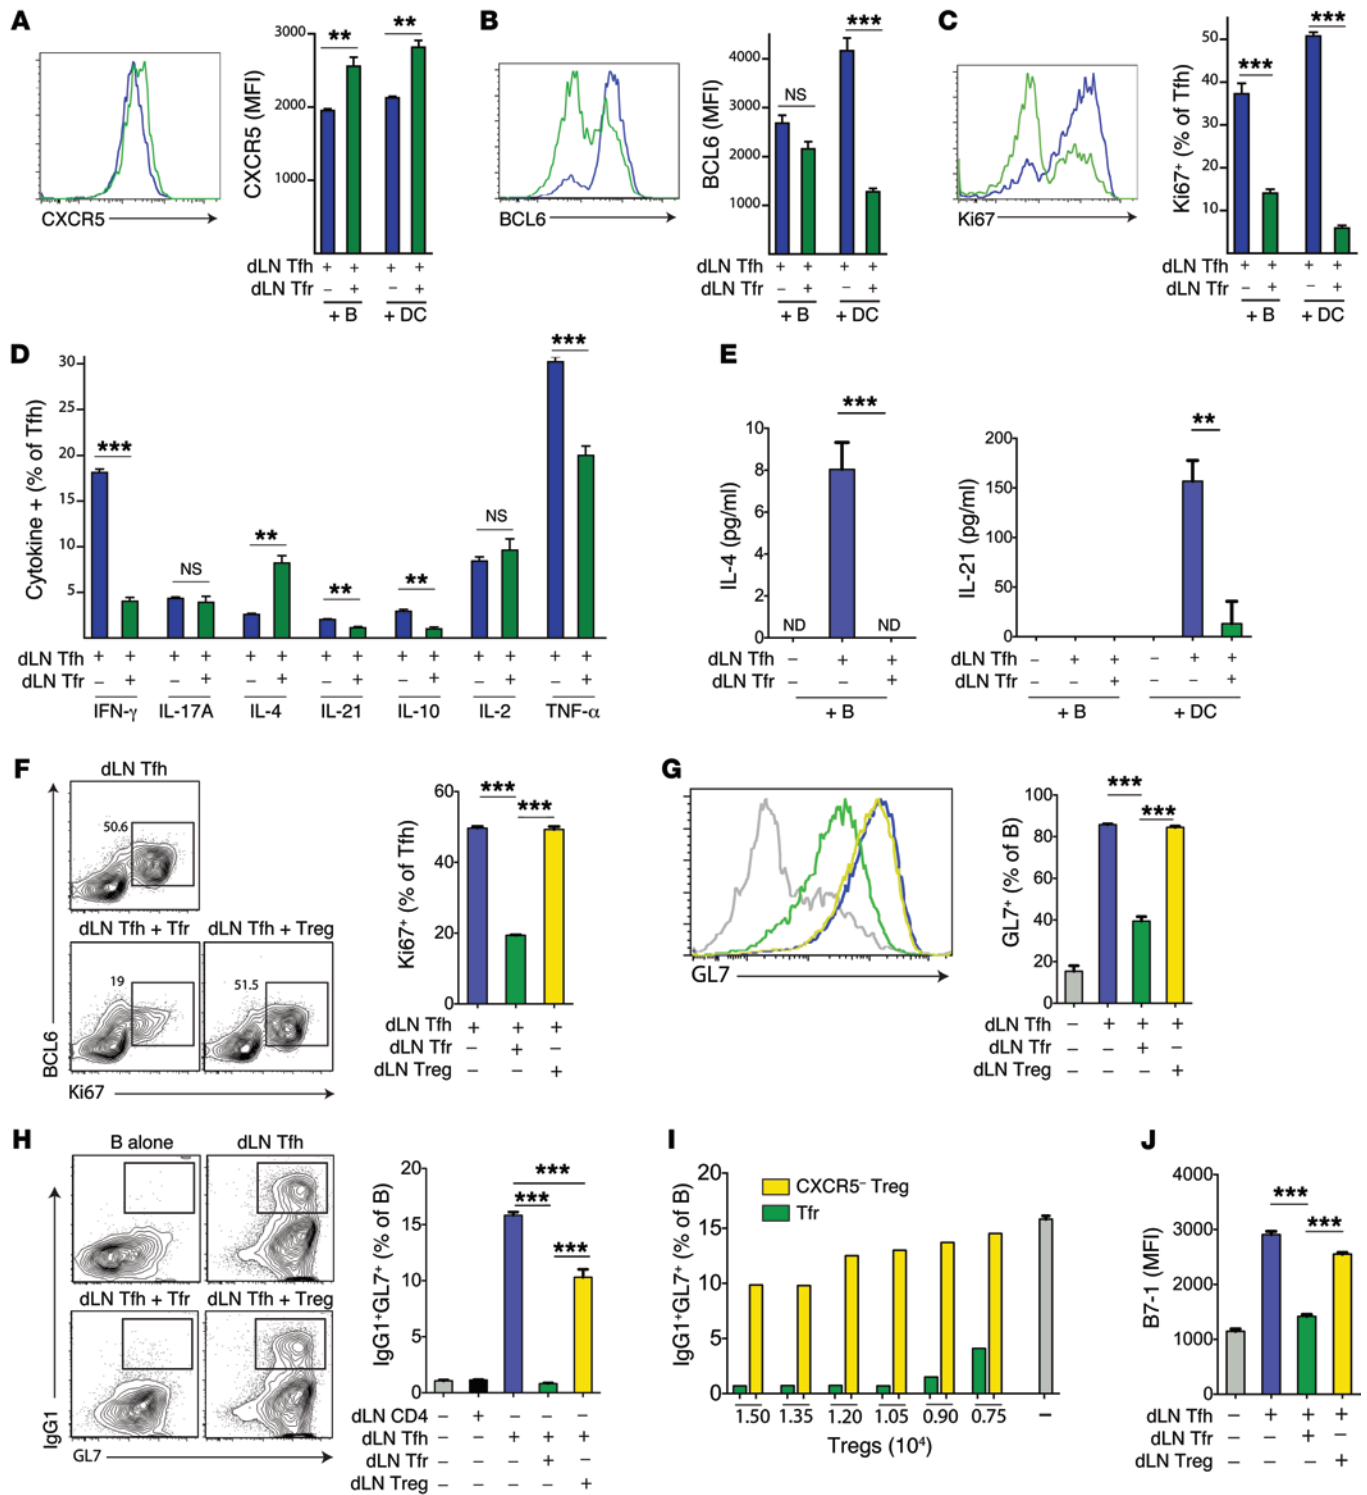 A
CXCR5
CXCR5 (MFI)
3000
2000
1000
**
**
dLN Tfh + + + +
dLN Tfr – + – +
+ B + DC
B
BCL6
BCL6 (MFI)
4000
3000
2000
1000
NS
***
dLN Tfh + + + +
dLN Tfr – + – +
+ B + DC
C
Ki67
Ki67+ (% of Tfh)
50
40
30
20
10
***
***
dLN Tfh + + + +
dLN Tfr – + – +
+ B + DC
D
Cytokine + (% of Tfh)
30
25
20
15
10
5
*** NS ** ** ** NS ***
dLN Tfh + + + + + + + + + + + + + +
dLN Tfr – + – + – + – + – + – + – +
IFN-γ IL-17A IL-4 IL-21 IL-10 IL-2 TNF-α
E
IL-4 (pg/ml)
10
8
6
4
2
0
***
ND ND
dLN Tfh – + +
dLN Tfr – – +
+ B
IL-21 (pg/ml)
200
150
100
50
0
**
– + + – + +
– – + – – +
+ B + DC
F
dLN Tfh
50.6
dLN Tfh + Tfr dLN Tfh + Treg
19 51.5
BCL6
Ki67
Ki67+ (% of Tfh)
60
40
20
0
***
***
dLN Tfh + + +
dLN Tfr – + –
dLN Treg – – +
G
GL7
GL7+ (% of B)
100
80
60
40
20
0
***
***
dLN Tfh – + + +
dLN Tfr – – + –
dLN Treg – – – +
H
B alone dLN Tfh
dLN Tfh + Tfr dLN Tfh + Treg
IgG1
GL7
IgG1+GL7+ (% of B)
20
15
10
5
0
***
***
***
dLN CD4 – + – – –
dLN Tfh – – + + +
dLN Tfr – – – + –
dLN Treg – – – – +
I
IgG1+GL7+ (% of B)
20
15
10
5
0
CXCR5– Treg
Tfr
1.50 1.35 1.20 1.05 0.90 0.75 –
Tregs (10⁴)
J
B7-1 (MFI)
4000
3000
2000
1000
0
***
***
dLN Tfh – + + +
dLN Tfr – – + –
dLN Treg – – – +